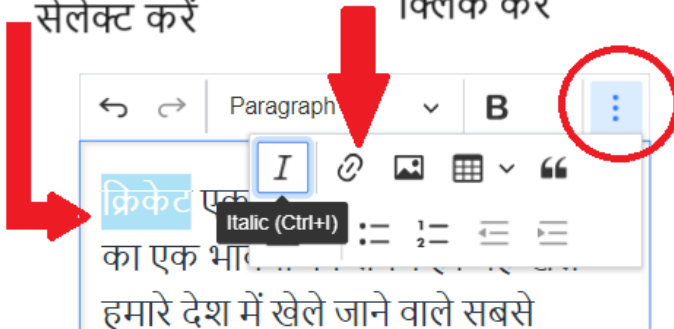 सेलेक्ट करें
क्लिक करें
Paragraph
B
I
Italic (Ctrl+I)
क्रिकेट एक
का एक
हमारे देश में खेले जाने वाले सबसे